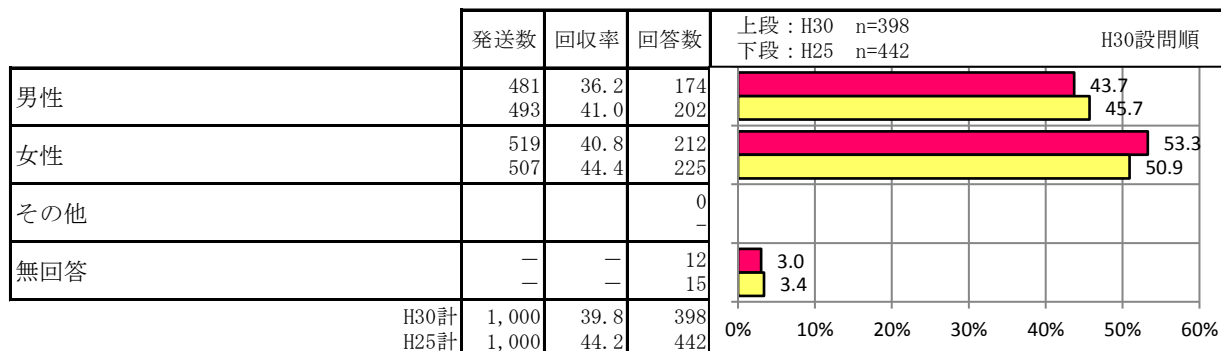 発送数 回収率 回答数 上段：H30 n=398 H30設問順
下段：H25 n=442
男性 481 36.2 174 43.7
493 41.0 202 45.7
女性 519 40.8 212 53.3
507 44.4 225 50.9
その他 0
－
無回答 － － 12 3.0
－ － 15 3.4
H30計 1,000 39.8 398
H25計 1,000 44.2 442
0% 10% 20% 30% 40% 50% 60%